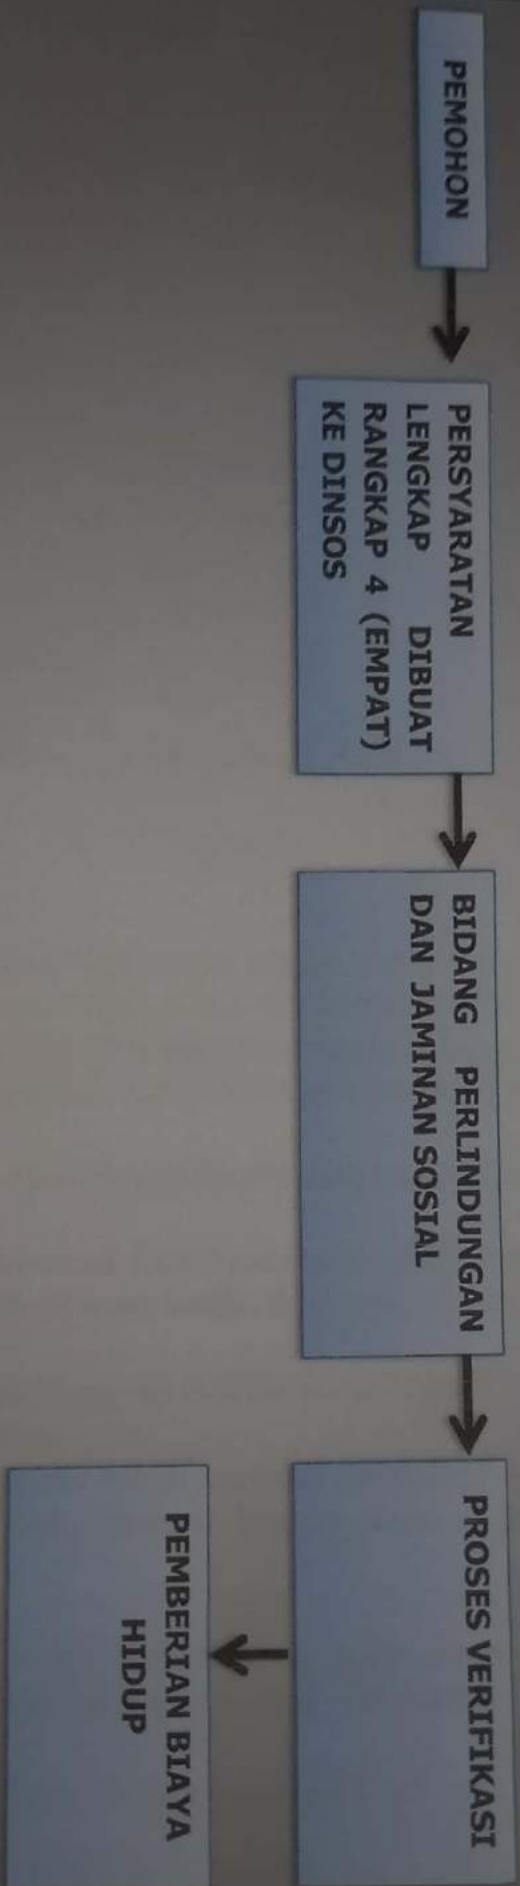 PEMOHON
PERSYARATAN
LENGKAP DIBUAT
RANGKAP 4 (EMPAT)
KE DINSOS
BIDANG PERLINDUNGAN
DAN JAMINAN SOSIAL
PROSES VERIFIKASI
PEMBERIAN BIAYA
HIDUP